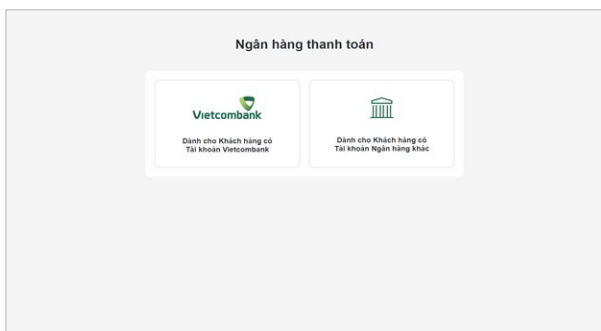 Ngân hàng thanh toán
Vietcombank
Dành cho Khách hàng có
Tài khoản Vietcombank
Dành cho Khách hàng có
Tài khoản Ngân hàng khác